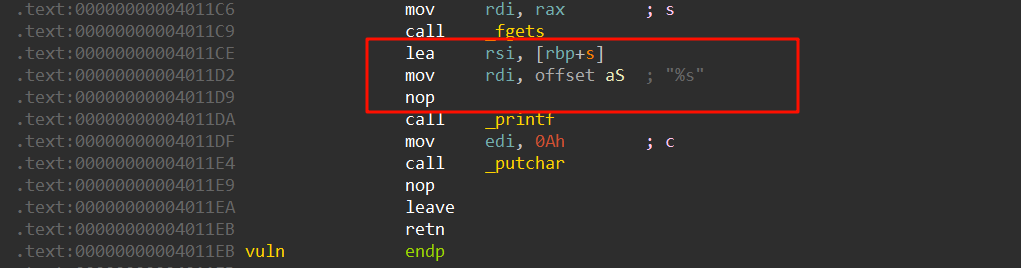 .text:00000000004011C6 mov rdi, rax ; s
.text:00000000004011C9 call _fgets
.text:00000000004011CE lea rsi, [rbp+s]
.text:00000000004011D2 mov rdi, offset aS ; "%s"
.text:00000000004011D9 nop
.text:00000000004011DA call _printf
.text:00000000004011DF mov edi, 0Ah ; c
.text:00000000004011E4 call _putchar
.text:00000000004011E9 nop
.text:00000000004011EA leave
.text:00000000004011EB retn
.text:00000000004011EB vuln endp